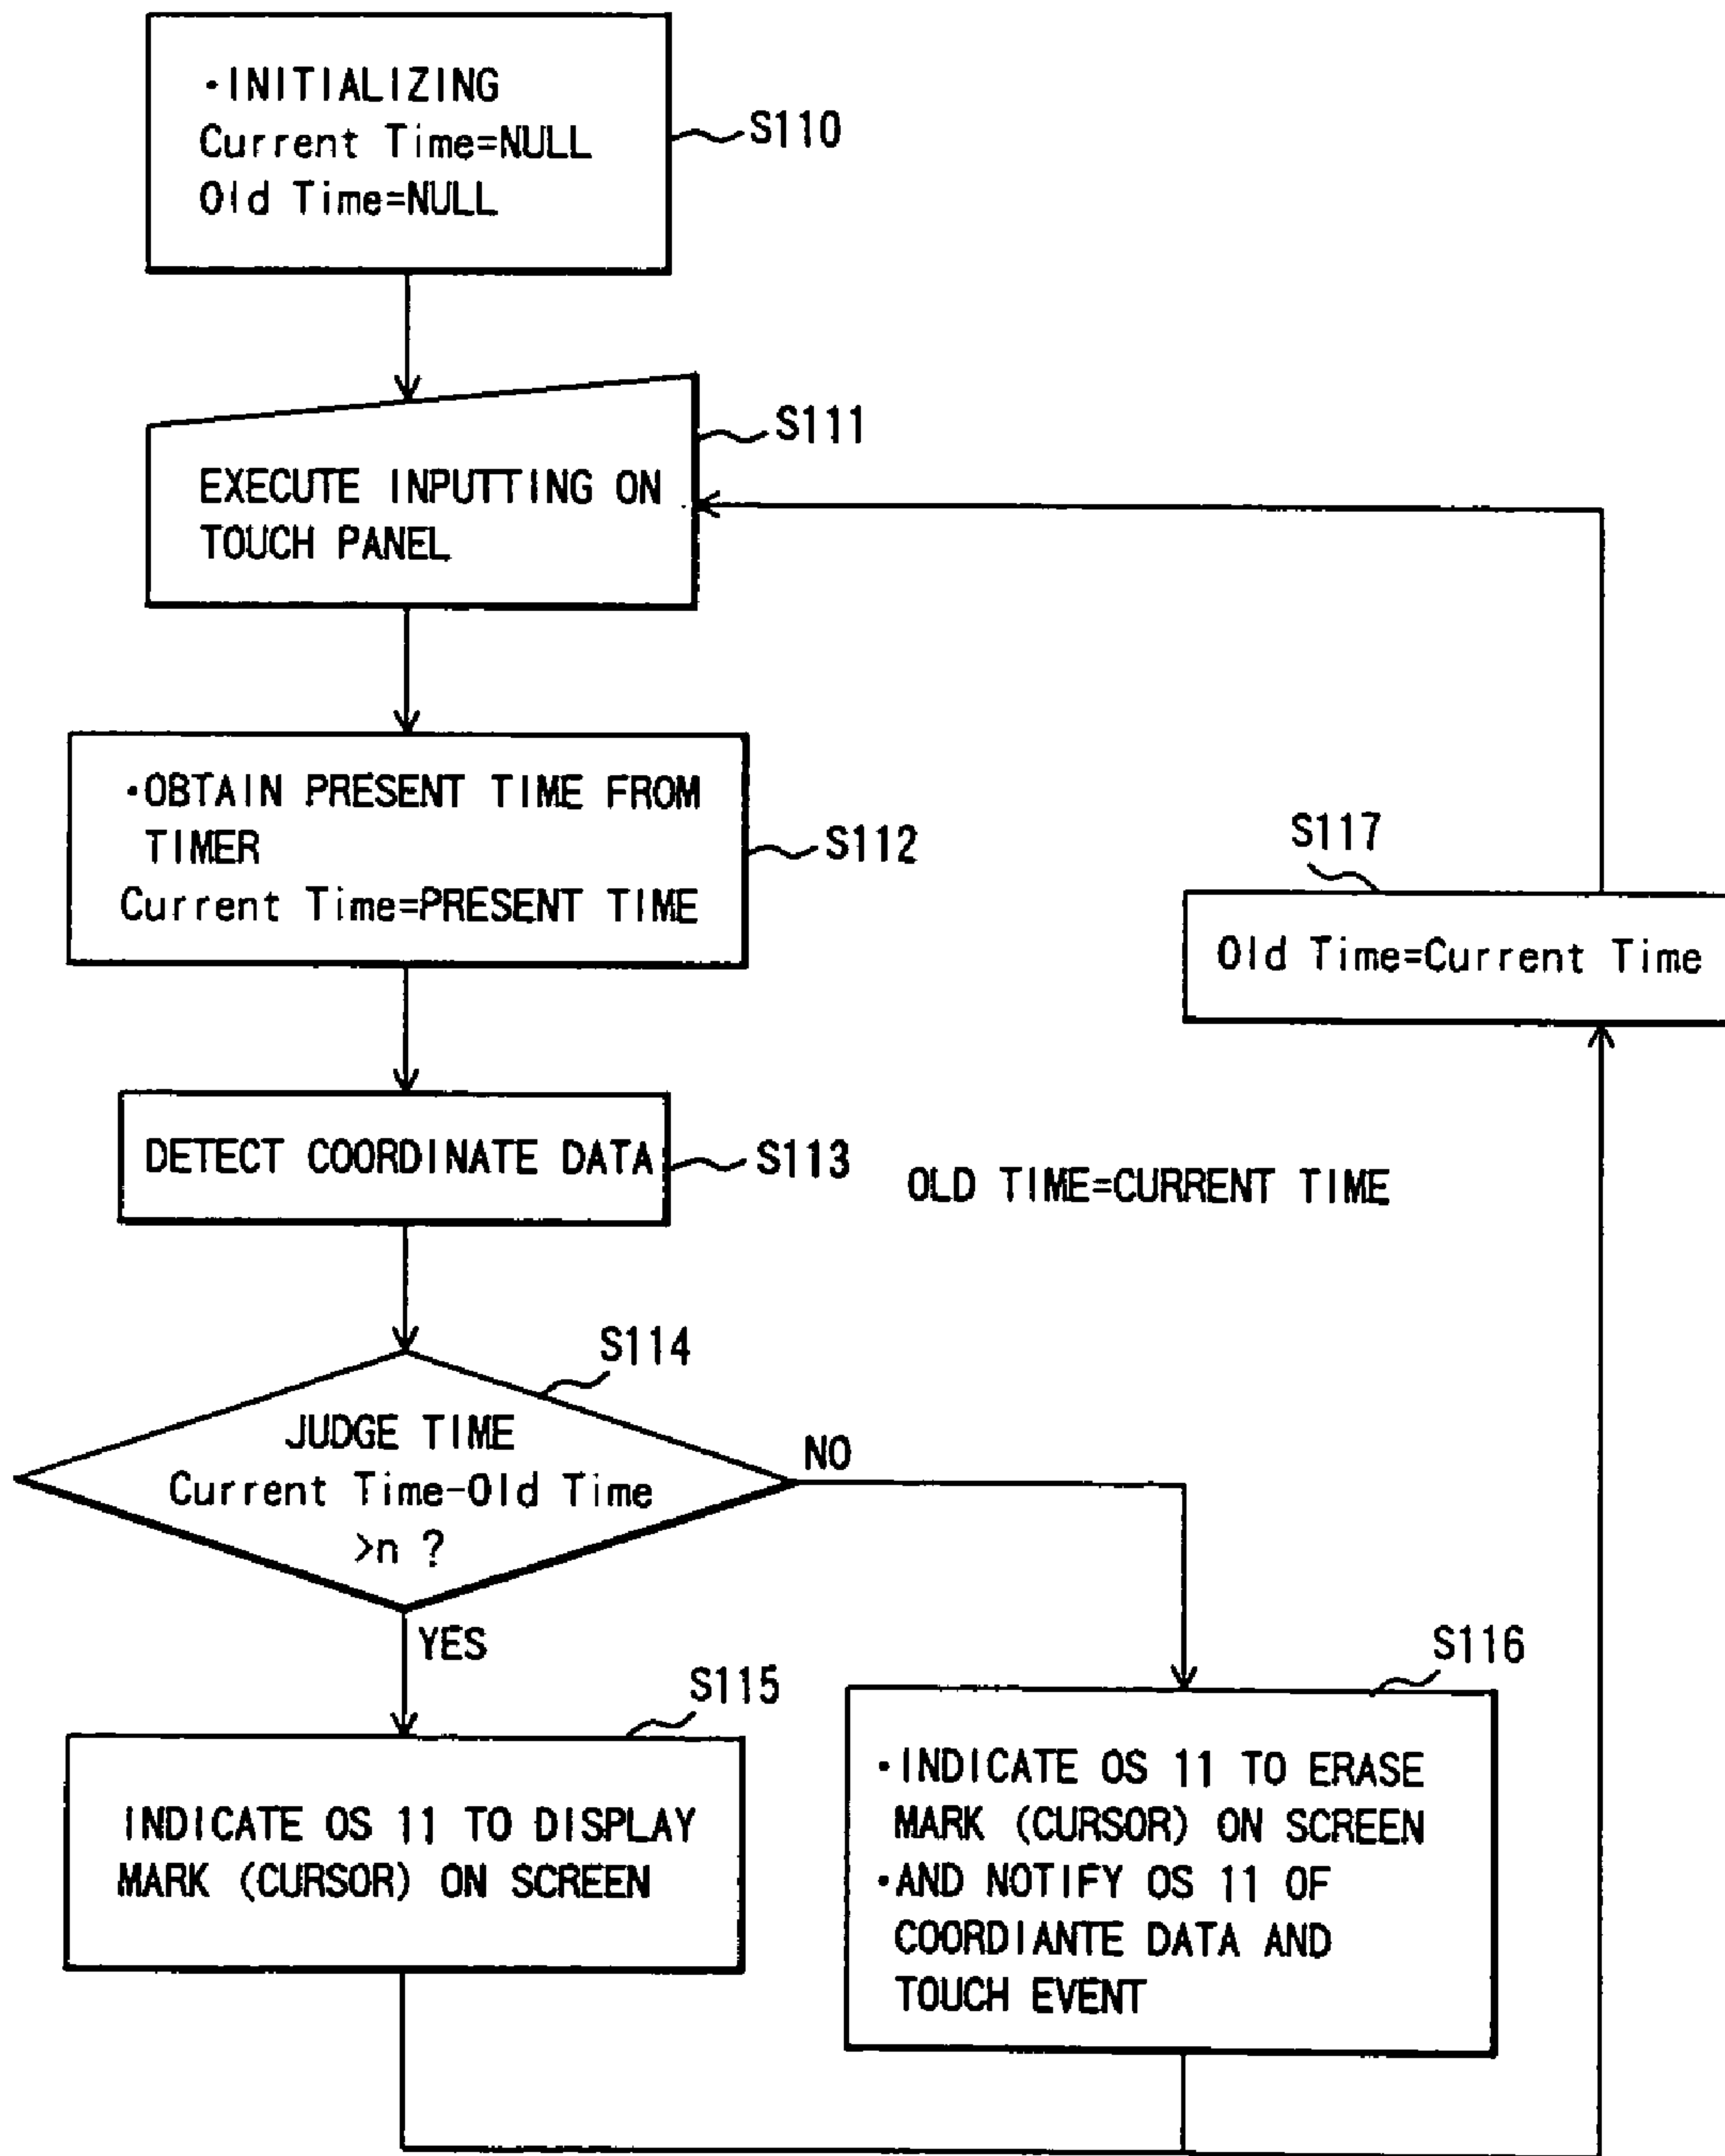 ·INITIALIZING
Current Time=NULL
Old Time=NULL
S110
S111
EXECUTE INPUTTING ON
TOUCH PANEL
·OBTAIN PRESENT TIME FROM
TIMER
Current Time=PRESENT TIME
S112
S117
Old Time=Current Time
DETECT COORDINATE DATA
S113
OLD TIME=CURRENT TIME
S114
JUDGE TIME
Current Time-Old Time
>n ?
NO
YES
S115
INDICATE OS 11 TO DISPLAY
MARK (CURSOR) ON SCREEN
S116
·INDICATE OS 11 TO ERASE
MARK (CURSOR) ON SCREEN
·AND NOTIFY OS 11 OF
COORDIANTE DATA AND
TOUCH EVENT